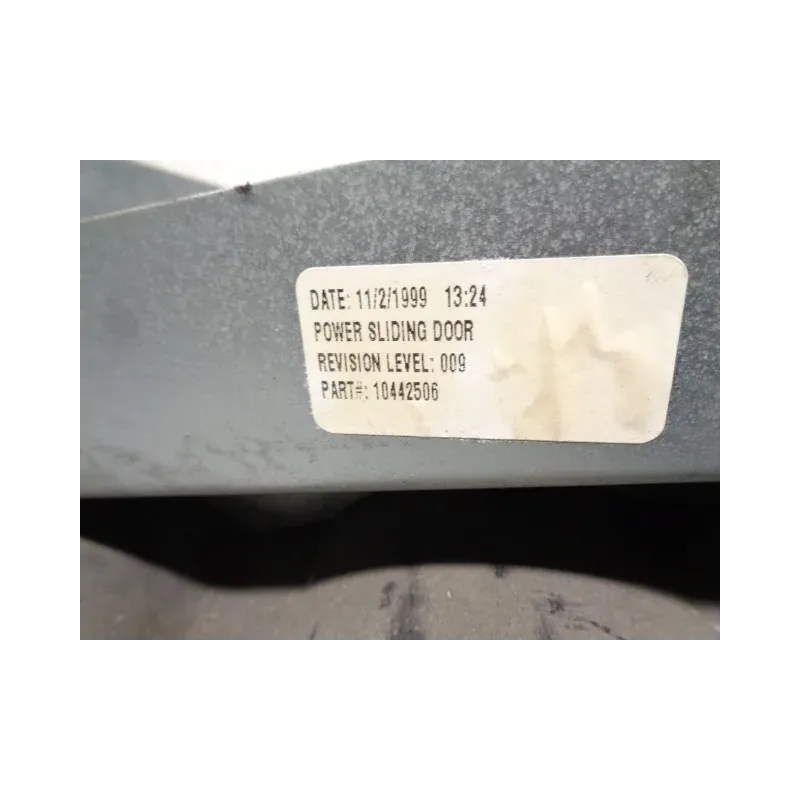 DATE: 11/2/1999 13:24
POWER SLIDING DOOR
REVISION LEVEL: 009
PART#: 10442506